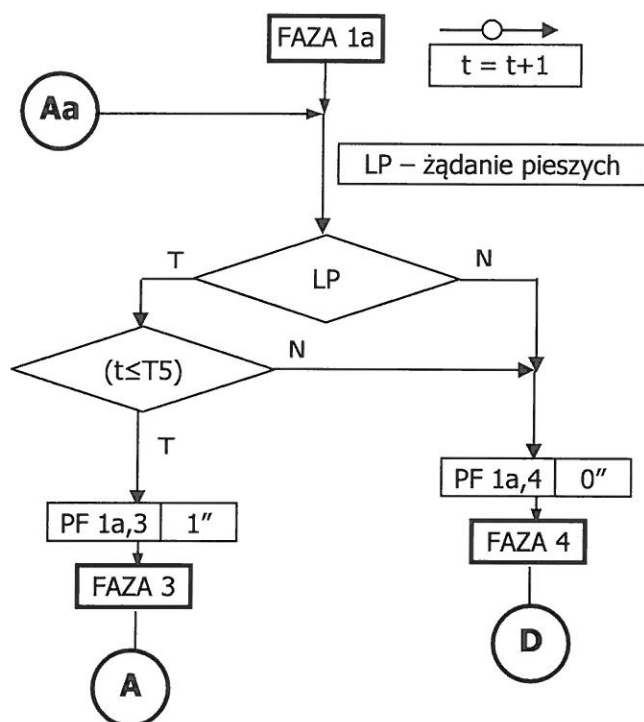 FAZA 1a
t = t+1
Aa
LP – żądanie pieszych
T
LP
N
(t≤T5)
N
T
PF 1a,4 0”
PF 1a,3 1”
FAZA 4
FAZA 3
D
A